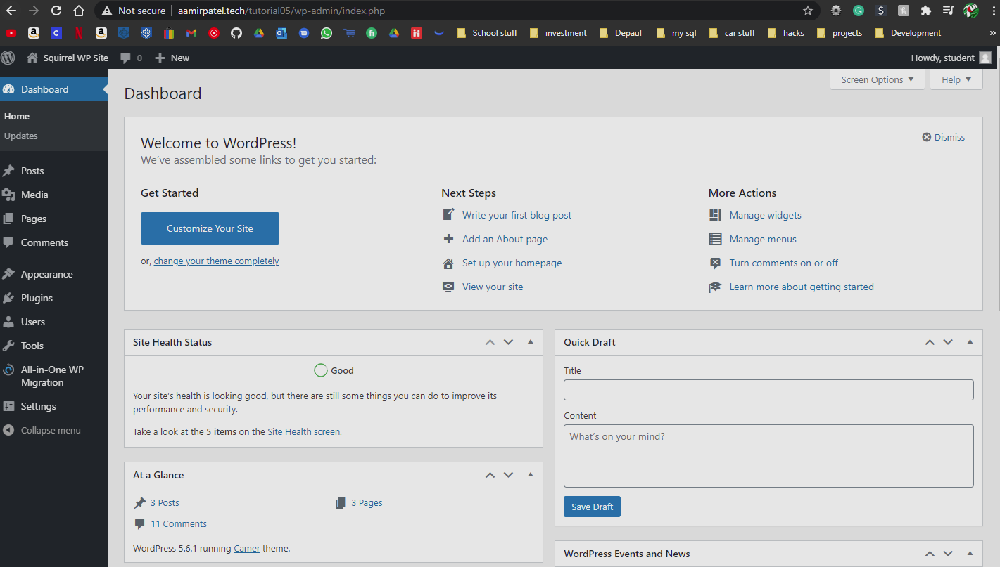 Not secure | aamirpatel.tech/tutorial05/wp-admin/index.php
School stuff investment Depaul my sql car stuff hacks projects Development »
Squirrel WP Site 0 + New Howdy, student
Dashboard
Home
Updates
Posts
Media
Pages
Comments
Appearance
Plugins
Users
Tools
All-in-One WP
Migration
Settings
Collapse menu
Screen Options Help
Dashboard
Welcome to WordPress!
We've assembled some links to get you started:
Dismiss
Get Started
Customize Your Site
or, change your theme completely
Next Steps
Write your first blog post
Add an About page
Set up your homepage
View your site
More Actions
Manage widgets
Manage menus
Turn comments on or off
Learn more about getting started
Site Health Status
Good
Your site's health is looking good, but there are still some things you can do to improve its
performance and security.
Take a look at the 5 items on the Site Health screen.
At a Glance
3 Posts 3 Pages
11 Comments
WordPress 5.6.1 running Camer theme.
Quick Draft
Title
Content
What's on your mind?
Save Draft
WordPress Events and News